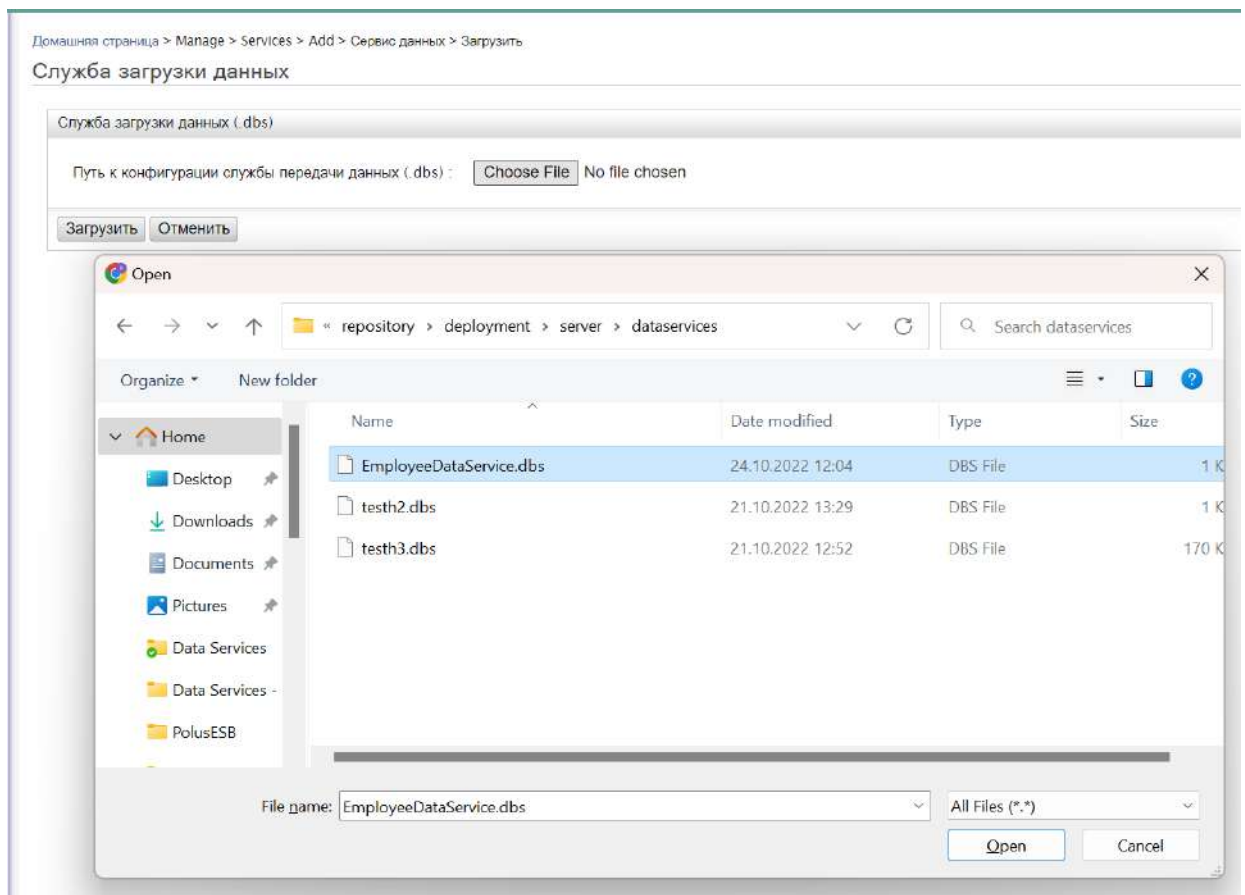 Домашняя страница > Manage > Services > Add > Сервис данных > Загрузить
Служба загрузки данных
Служба загрузки данных (.dbs)
Путь к конфигурации службы передачи данных (.dbs) : Choose File No file chosen
Загрузить Отменить
Open
« repository > deployment > server > dataservices Search dataservices
Organize New folder
Name Date modified Type Size
Home
EmployeeDataService.dbs 24.10.2022 12:04 DBS File 1 K
Desktop
testh2.dbs 21.10.2022 13:29 DBS File 1 K
Downloads
testh3.dbs 21.10.2022 12:52 DBS File 170 K
Documents
Pictures
Data Services
Data Services -
PolusESB
File name: EmployeeDataService.dbs All Files (*.*)
Open Cancel